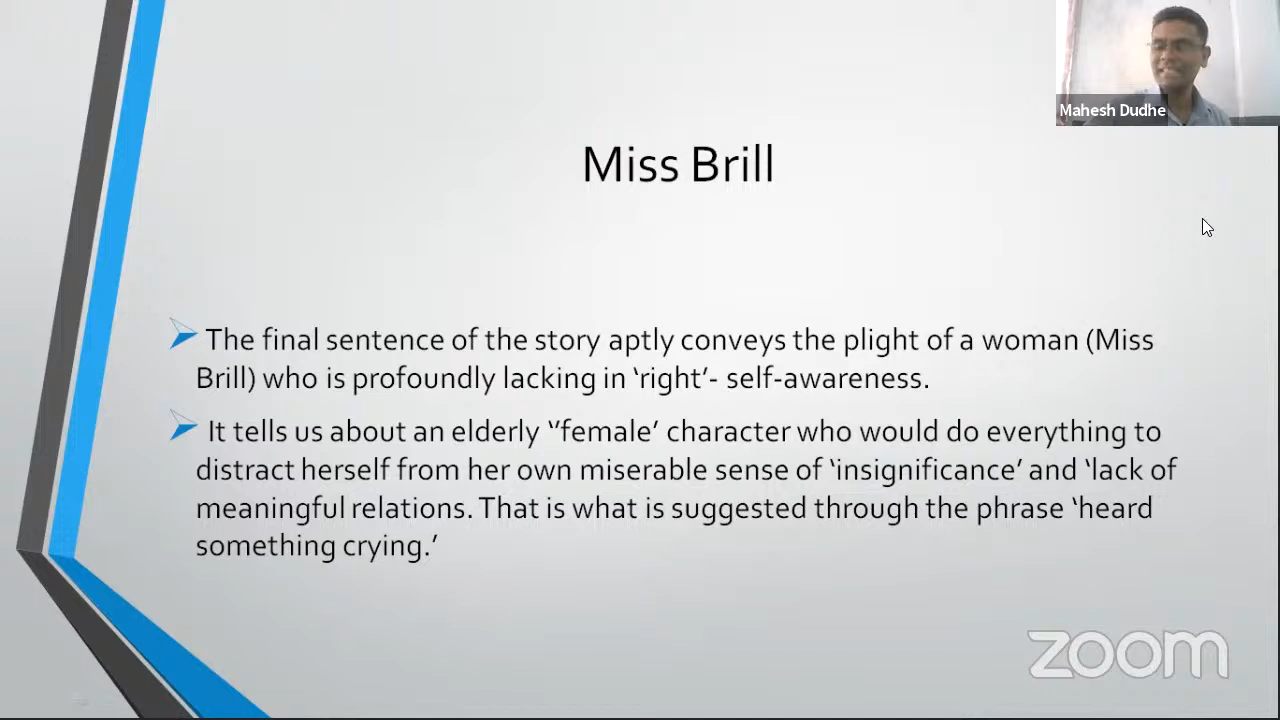 Mahesh Dudhe
Miss Brill
The final sentence of the story aptly conveys the plight of a woman (Miss
Brill) who is profoundly lacking in ‘right’- self-awareness.
It tells us about an elderly ‘’female’ character who would do everything to
distract herself from her own miserable sense of ‘insignificance’ and ‘lack of
meaningful relations. That is what is suggested through the phrase ‘heard
something crying.’
zoom